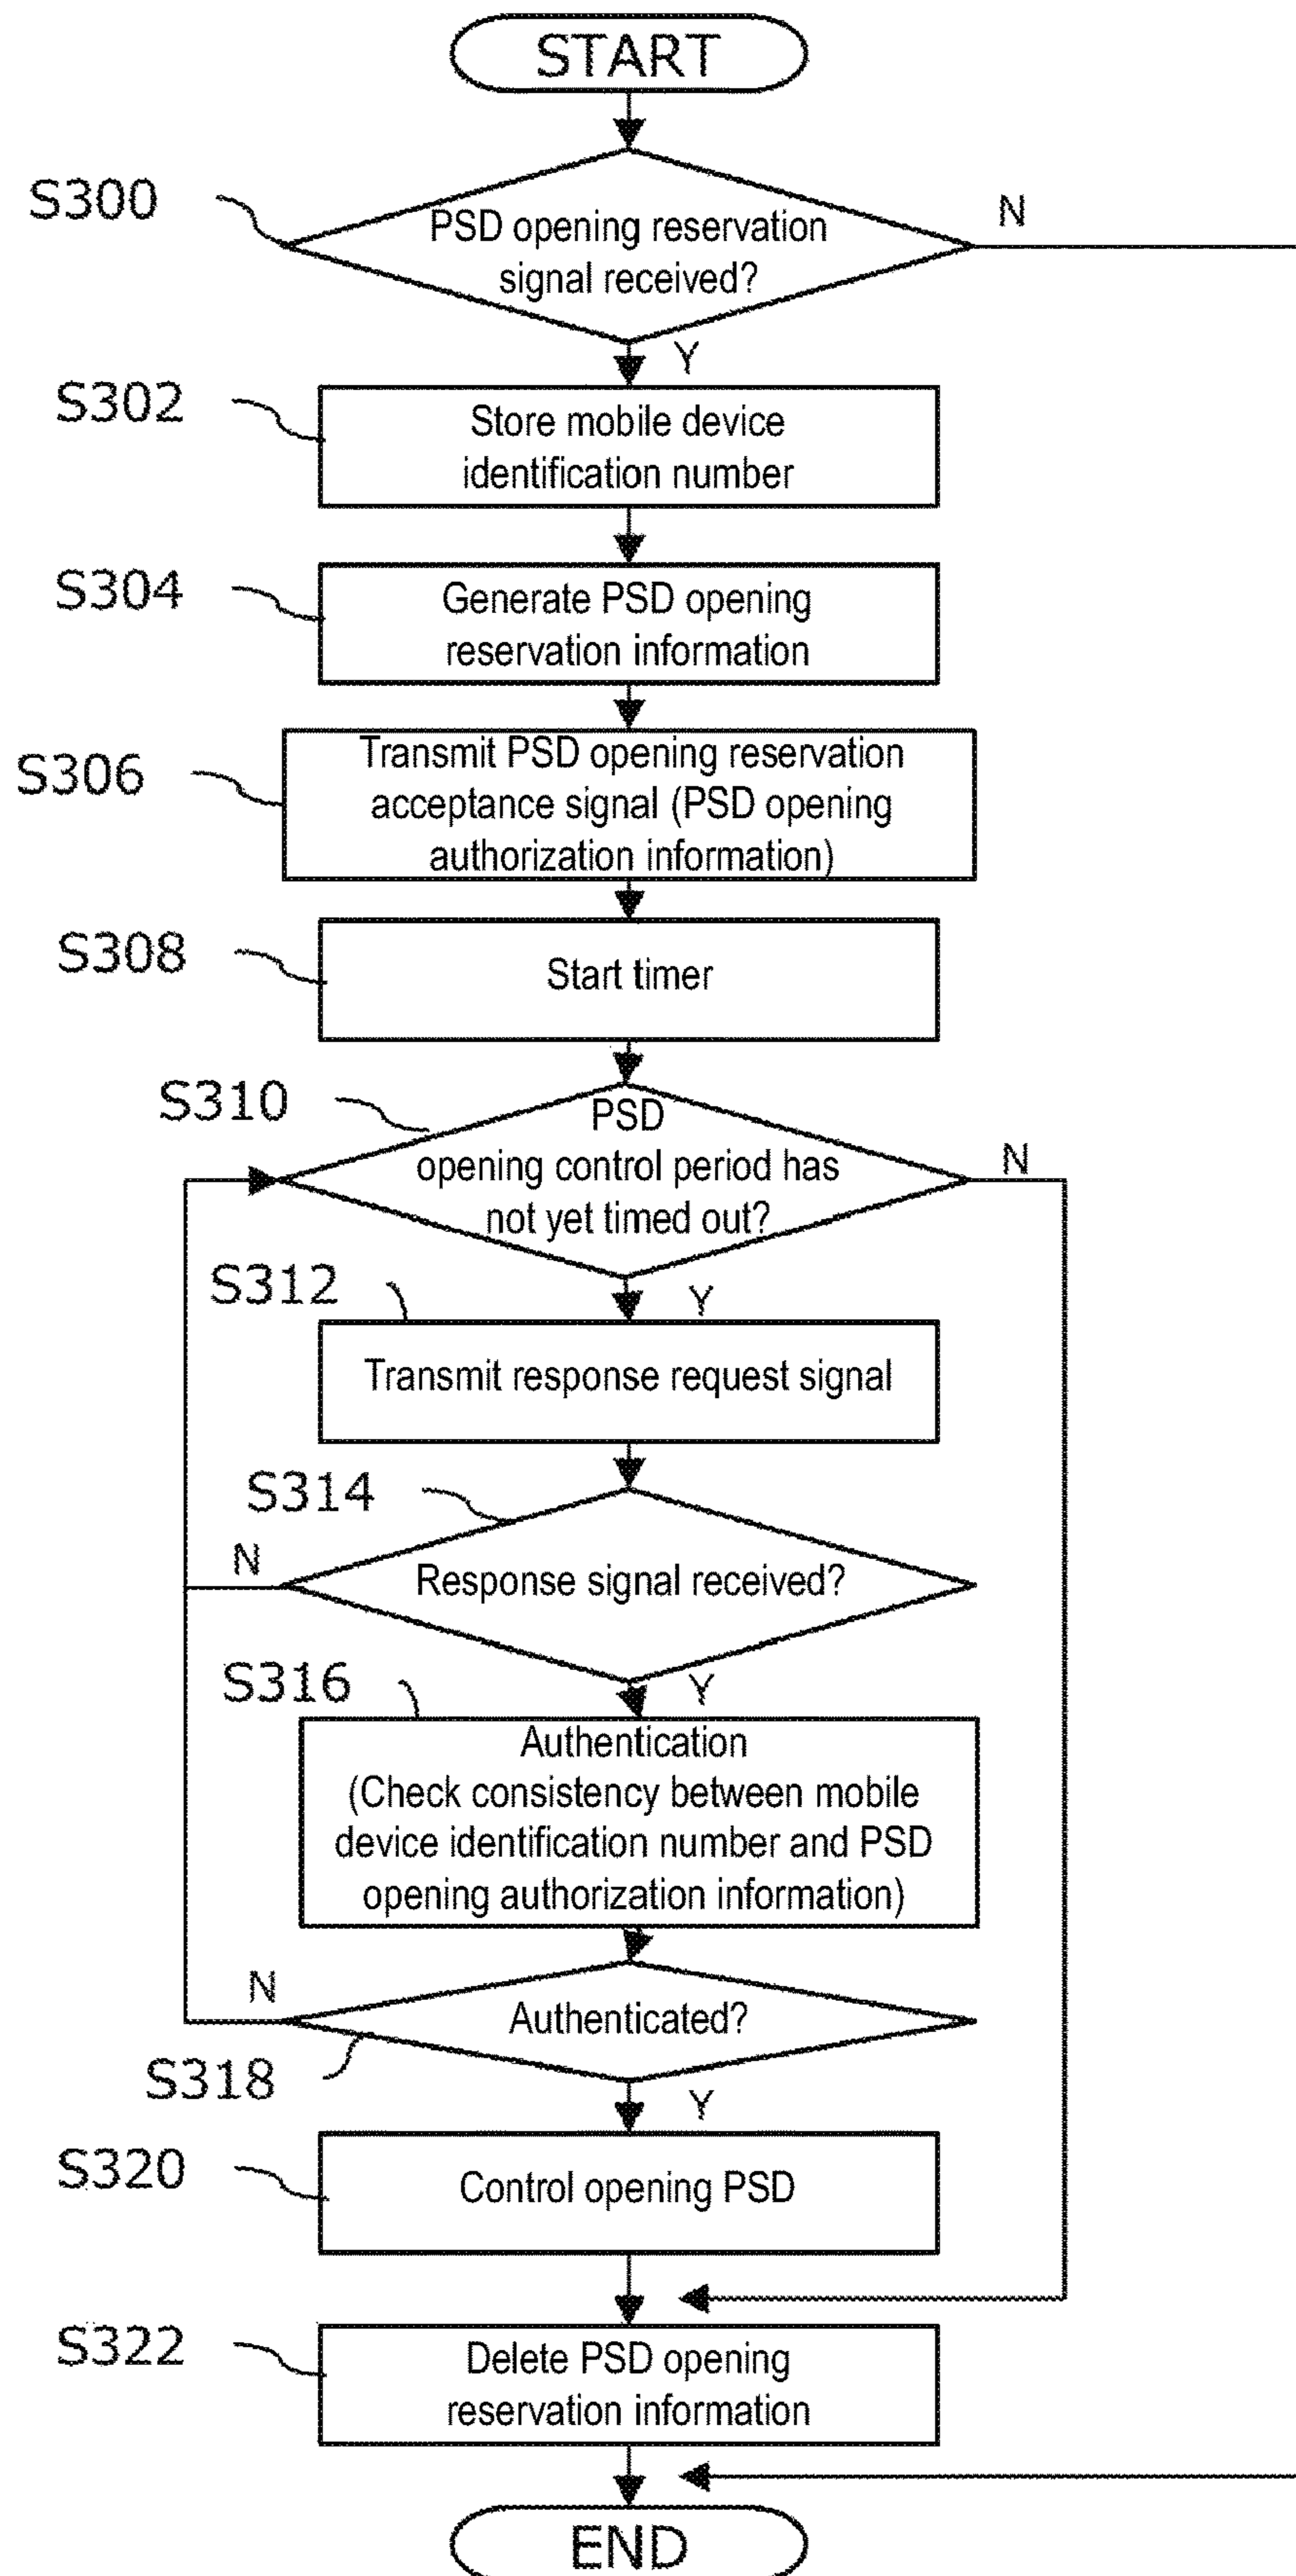 START
S300
PSD opening reservation
signal received?
N
Y
S302
Store mobile device
identification number
S304
Generate PSD opening
reservation information
S306
Transmit PSD opening reservation
acceptance signal (PSD opening
authorization information)
S308
Start timer
S310
PSD
opening control period has
not yet timed out?
N
Y
S312
Transmit response request signal
S314
Response signal received?
N
Y
S316
Authentication
(Check consistency between mobile
device identification number and PSD
opening authorization information)
N
Authenticated?
S318
Y
S320
Control opening PSD
S322
Delete PSD opening
reservation information
END